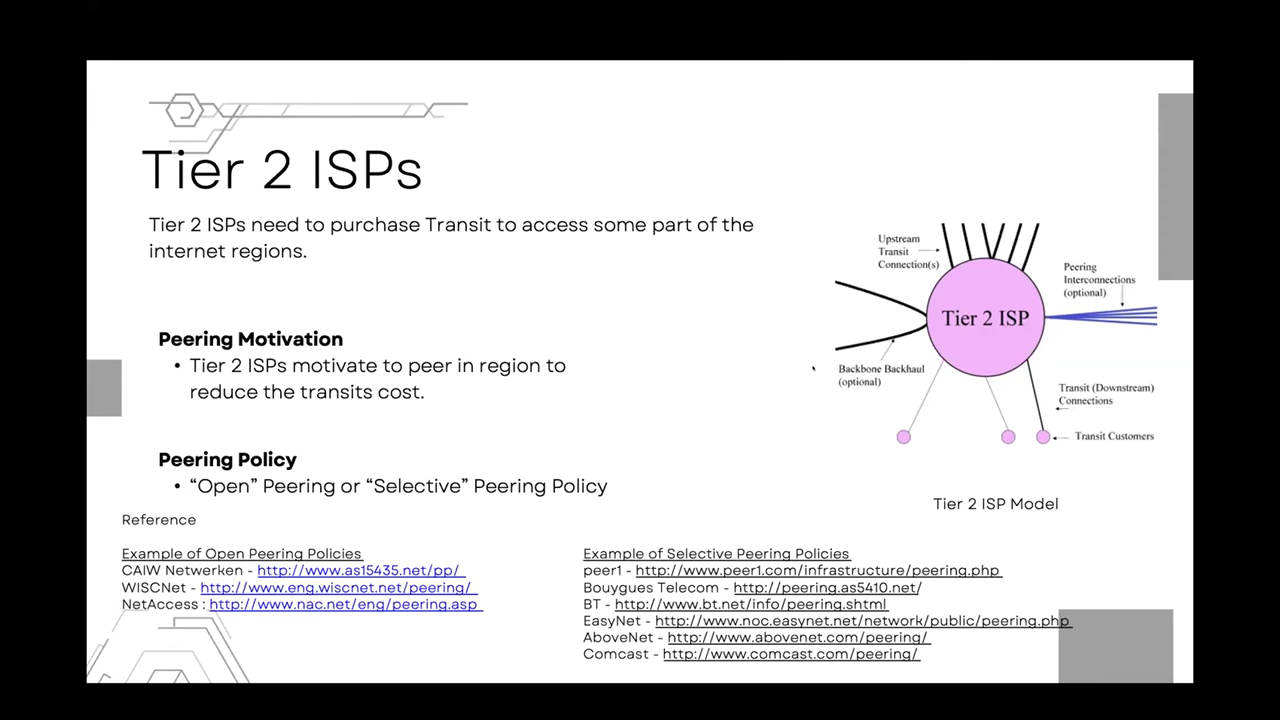 Tier 2 ISPs
Tier 2 ISPs need to purchase Transit to access some part of the
internet regions.
Peering Motivation
• Tier 2 ISPs motivate to peer in region to
reduce the transits cost.
Peering Policy
• “Open” Peering or “Selective” Peering Policy
Upstream
Transit
Connection(s)
Peering
Interconnections
(optional)
Tier 2 ISP
Backbone Backhaul
(optional)
Transit (Downstream)
Connections
Transit Customers
Tier 2 ISP Model
Reference
Example of Open Peering Policies
CAIW Netwerken - http://www.as15435.net/pp/
WISCNet - http://www.eng.wiscnet.net/peering/
NetAccess : http://www.nac.net/eng/peering.asp
Example of Selective Peering Policies
peer1 - http://www.peer1.com/infrastructure/peering.php
Bouygues Telecom - http://peering.as5410.net/
BT - http://www.bt.net/info/peering.shtml
EasyNet - http://www.noc.easynet.net/network/public/peering.php
AboveNet - http://www.abovenet.com/peering/
Comcast - http://www.comcast.com/peering/